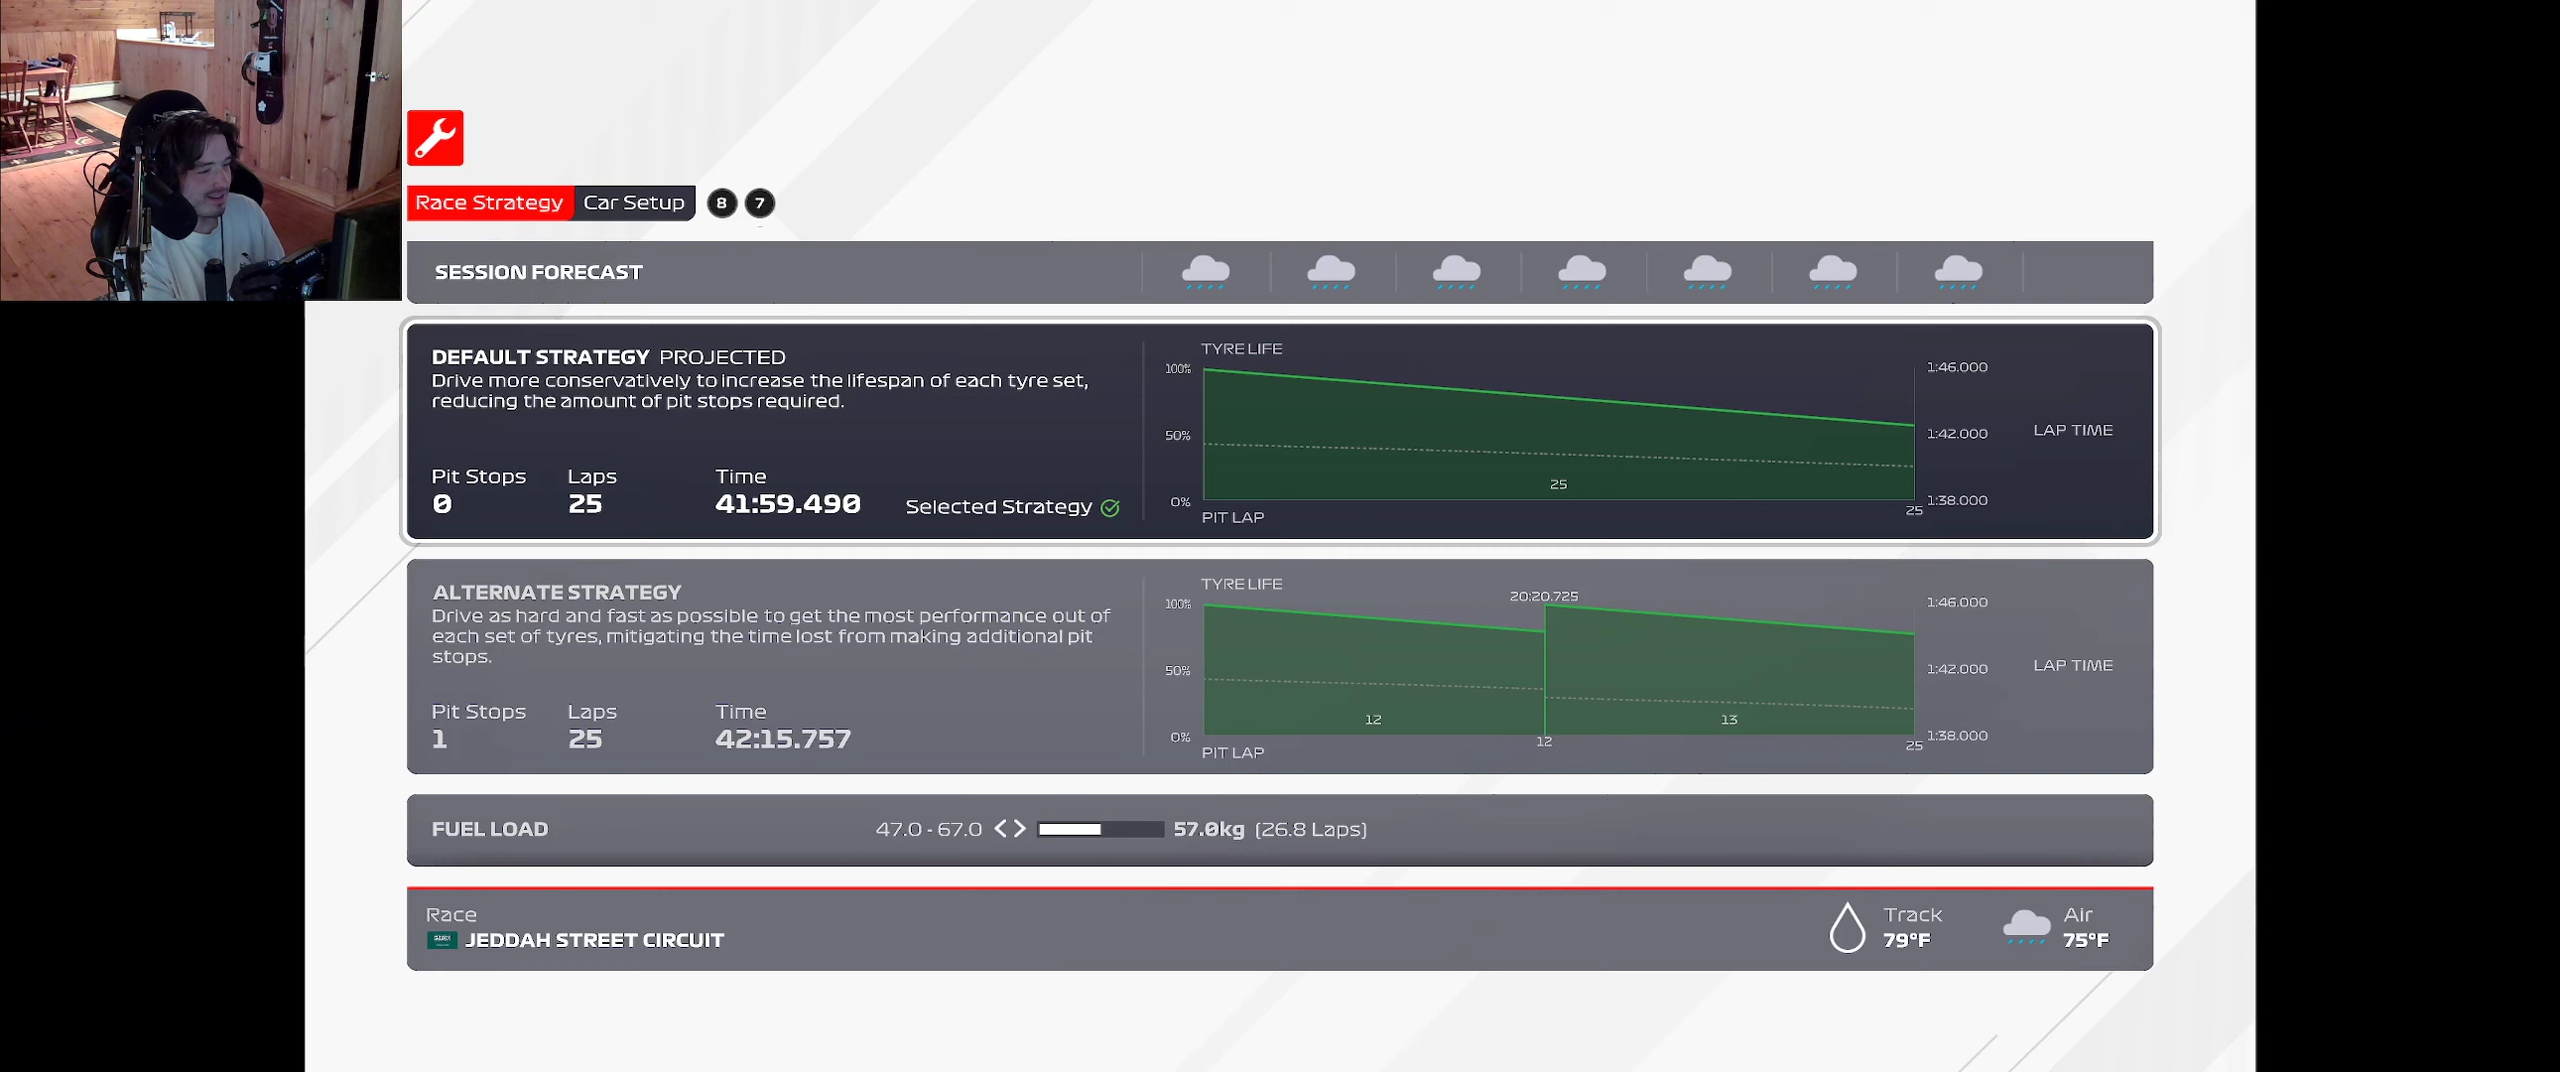 Race Strategy
Car Setup
8
7
SESSION FORECAST
DEFAULT STRATEGY PROJECTED
Drive more conservatively to increase the lifespan of each tyre set,
reducing the amount of pit stops required.
Pit Stops Laps Time
0 25 41:59.490 Selected Strategy
TYRE LIFE
100% 1:46.000
50% 1:42.000 LAP TIME
25
0% 1:38.000
PIT LAP 25
ALTERNATE STRATEGY
Drive as hard and fast as possible to get the most performance out of
each set of tyres, mitigating the time lost from making additional pit
stops.
Pit Stops Laps Time
1 25 42:15.757
TYRE LIFE
20:20.725
100% 1:46.000
50% 1:42.000 LAP TIME
12 13
0% 1:38.000
PIT LAP 12 25
FUEL LOAD 47.0 - 67.0 57.0kg (26.8 Laps)
Race
JEDDAH STREET CIRCUIT
Track
79°F
Air
75°F